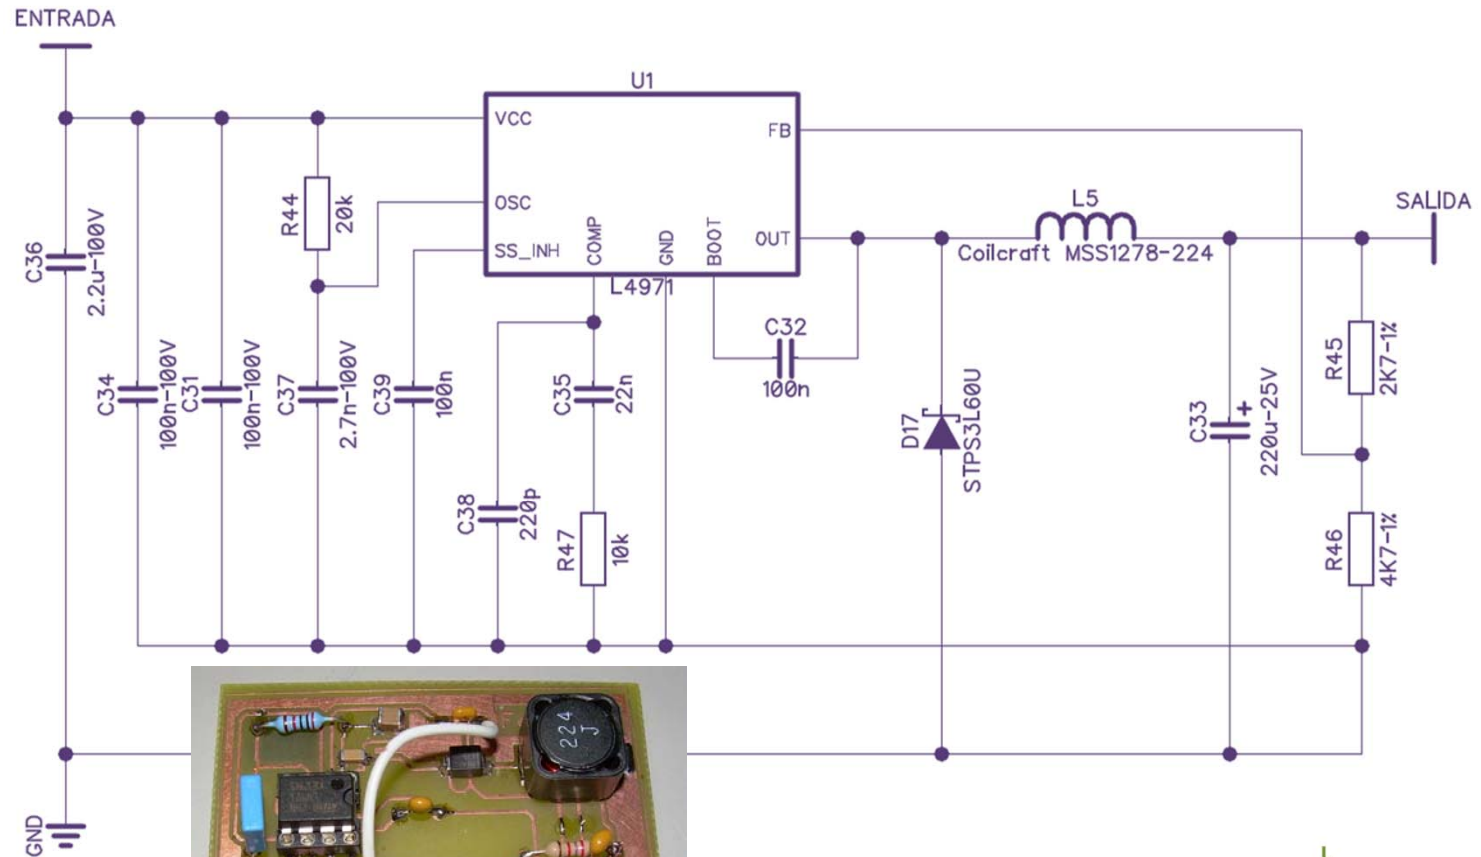 ENTRADA
U1
VCC
FB
OSC
SS_INH
COMP
GND
BOOT
OUT
L4971
R44
20k
C36
2.2u-100V
L5
Coilcraft MSS1278-224
SALIDA
C34
100n-100V
C31
100n-100V
C37
2.7n-100V
C39
100n
C35
22n
C32
100n
C38
220p
R47
10k
D17
STPS3L60U
C33
+
220u-25V
R45
2K7-1%
R46
4K7-1%
GND
224
J